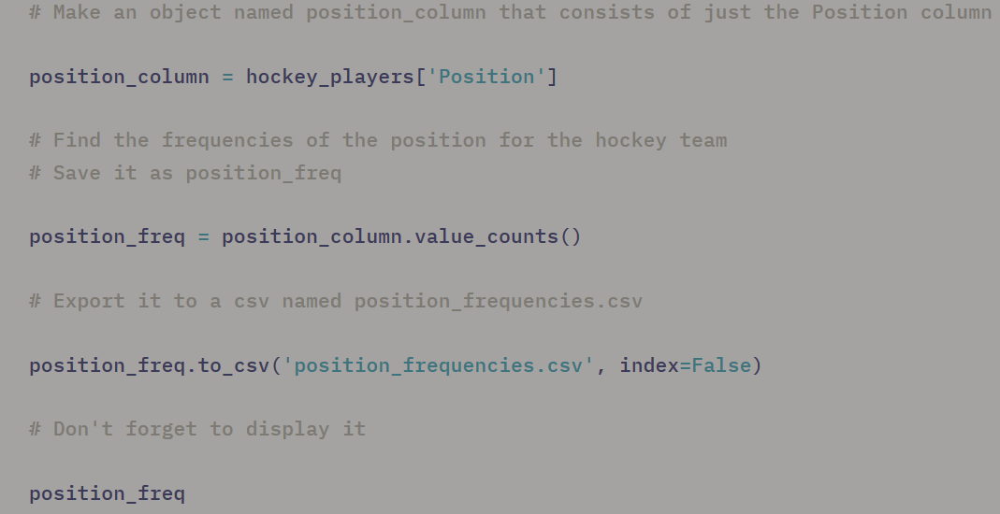 # Make an object named position_column that consists of just the Position column
position_column = hockey_players['Position']
# Find the frequencies of the position for the hockey team
# Save it as position_freq
position_freq = position_column.value_counts()
# Export it to a csv named position_frequencies.csv
position_freq.to_csv('position_frequencies.csv', index=False)
# Don't forget to display it
position_freq